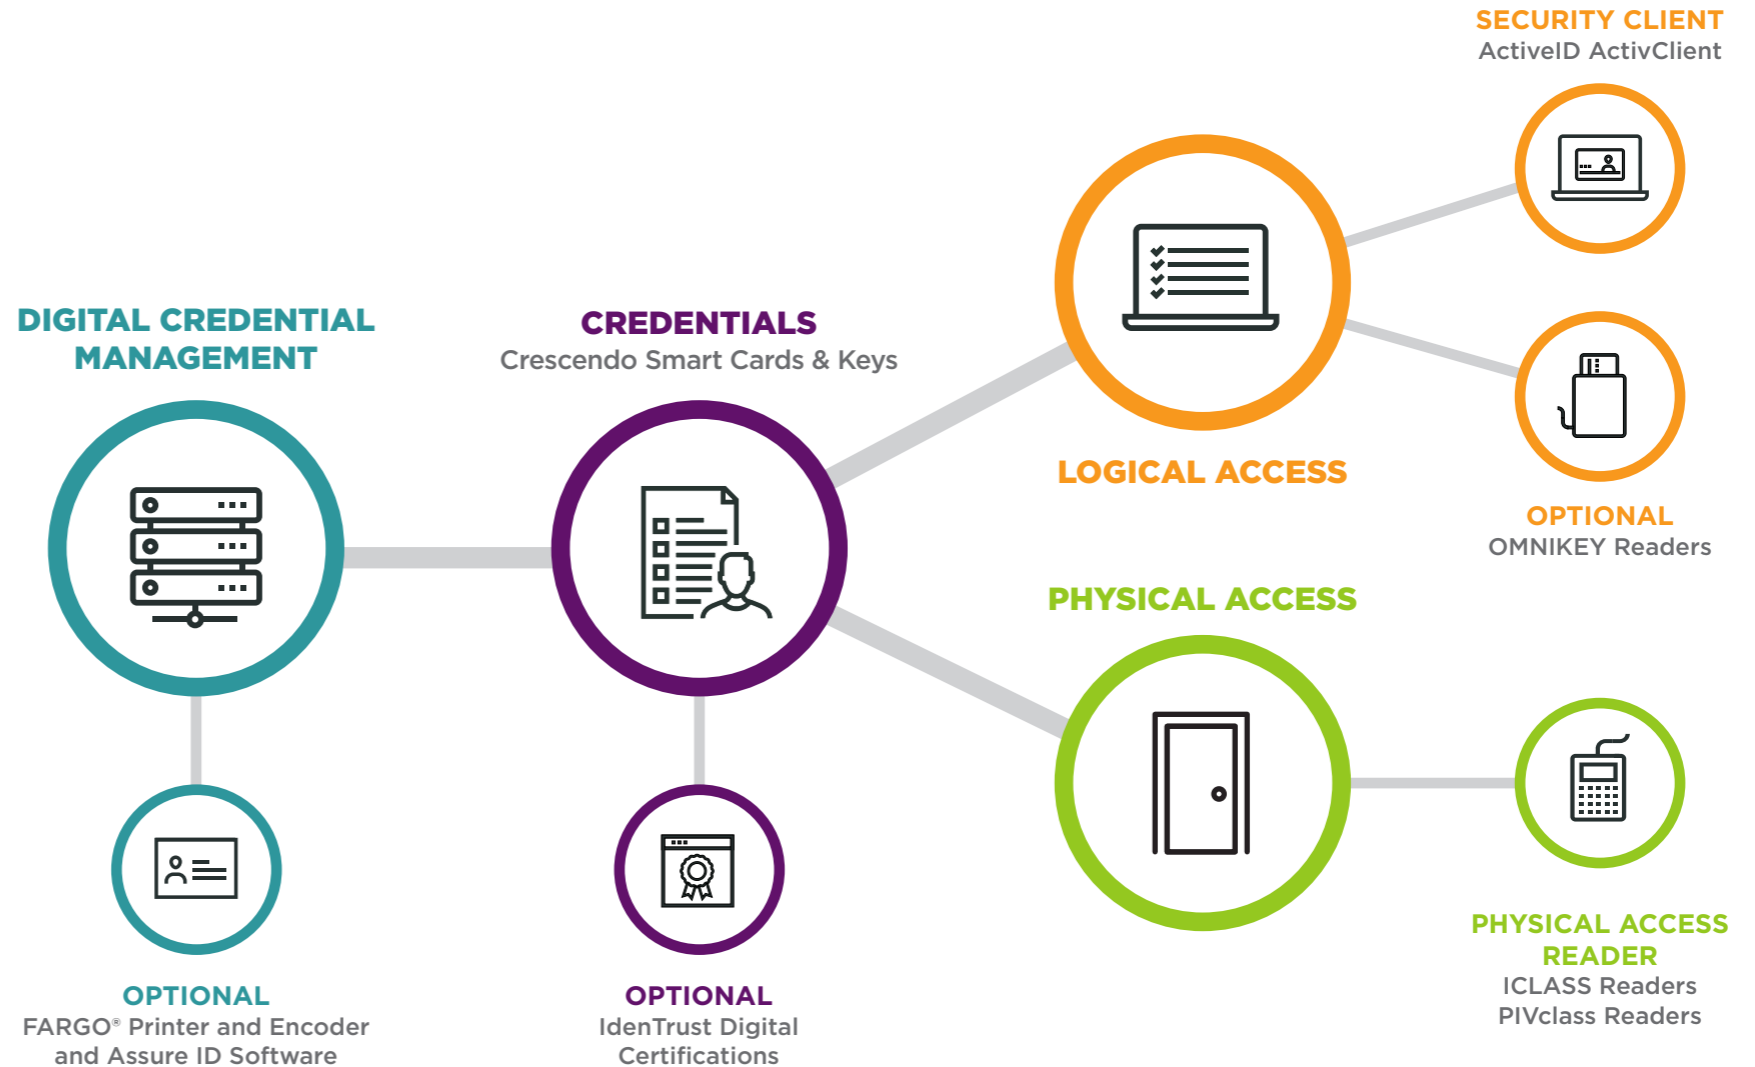 SECURITY CLIENT
ActiveID ActivClient
DIGITAL CREDENTIAL
MANAGEMENT
CREDENTIALS
Crescendo Smart Cards & Keys
LOGICAL ACCESS
OPTIONAL
OMNIKEY Readers
PHYSICAL ACCESS
PHYSICAL ACCESS
READER
ICLASS Readers
PIVclass Readers
OPTIONAL
FARGO® Printer and Encoder
and Assure ID Software
OPTIONAL
IdenTrust Digital
Certifications